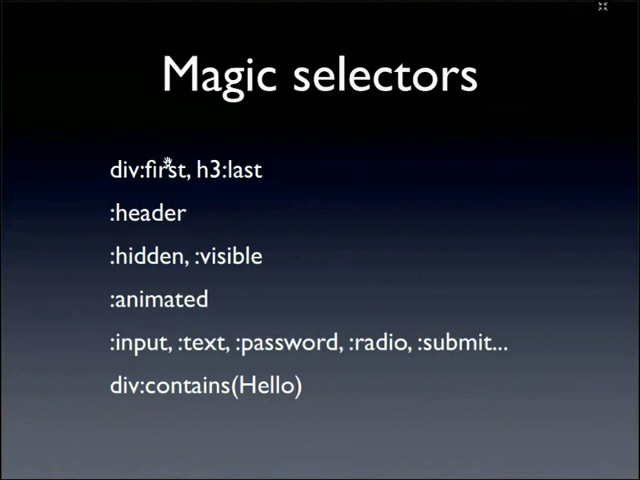 Magic selectors
div:first, h3:last
:header
:hidden, :visible
:animated
:input, :text, :password, :radio, :submit...
div:contains(Hello)